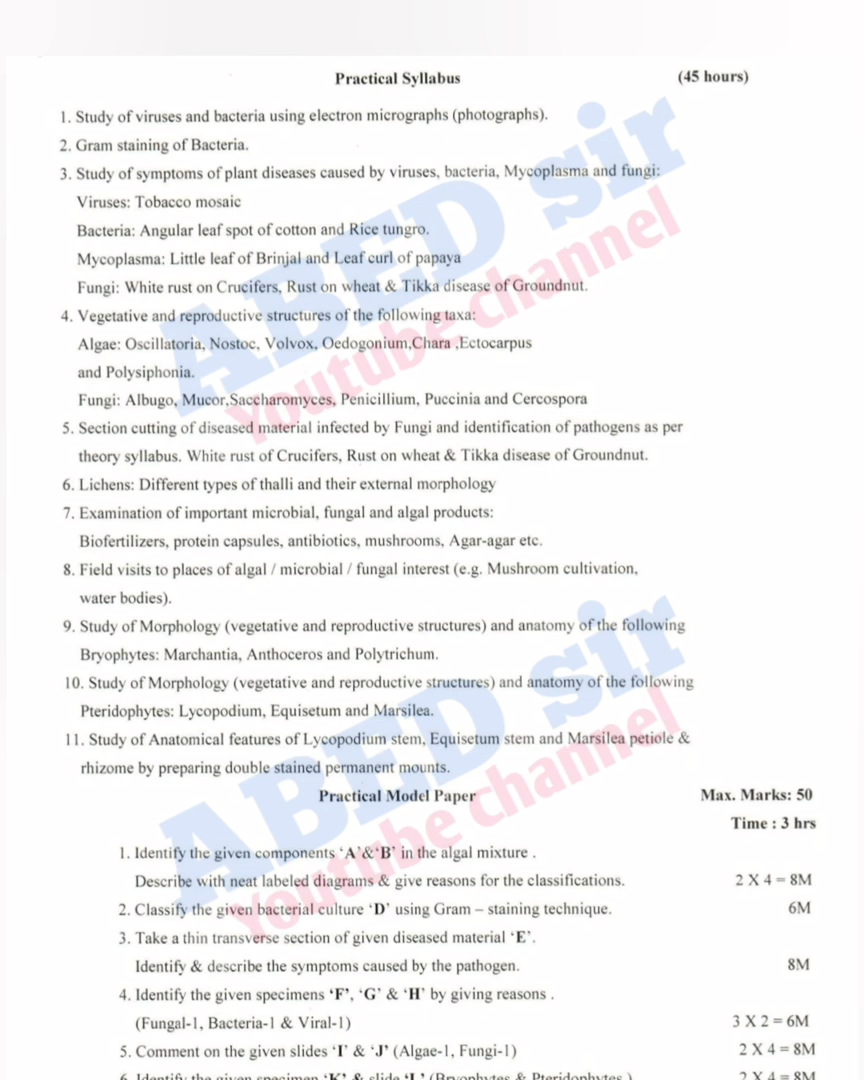 Practical Syllabus (45 hours)
1. Study of viruses and bacteria using electron micrographs (photographs).
2. Gram staining of Bacteria.
3. Study of symptoms of plant diseases caused by viruses, bacteria, Mycoplasma and fungi:
Viruses: Tobacco mosaic
Bacteria: Angular leaf spot of cotton and Rice tungro.
Mycoplasma: Little leaf of Brinjal and Leaf curl of papaya
Fungi: White rust on Crucifers, Rust on wheat & Tikka disease of Groundnut.
4. Vegetative and reproductive structures of the following taxa:
Algae: Oscillatoria, Nostoc, Volvox, Oedogonium,Chara ,Ectocarpus
and Polysiphonia.
Fungi: Albugo, Mucor,Saccharomyces, Penicillium, Puccinia and Cercospora
5. Section cutting of diseased material infected by Fungi and identification of pathogens as per
theory syllabus. White rust of Crucifers, Rust on wheat & Tikka disease of Groundnut.
6. Lichens: Different types of thalli and their external morphology
7. Examination of important microbial, fungal and algal products:
Biofertilizers, protein capsules, antibiotics, mushrooms, Agar-agar etc.
8. Field visits to places of algal / microbial / fungal interest (e.g. Mushroom cultivation,
water bodies).
9. Study of Morphology (vegetative and reproductive structures) and anatomy of the following
Bryophytes: Marchantia, Anthoceros and Polytrichum.
10. Study of Morphology (vegetative and reproductive structures) and anatomy of the following
Pteridophytes: Lycopodium, Equisetum and Marsilea.
11. Study of Anatomical features of Lycopodium stem, Equisetum stem and Marsilea petiole &
rhizome by preparing double stained permanent mounts.
Practical Model Paper Max. Marks: 50
Time : 3 hrs
1. Identify the given components ‘A’&‘B’ in the algal mixture .
Describe with neat labeled diagrams & give reasons for the classifications. 2 X 4 = 8M
2. Classify the given bacterial culture ‘D’ using Gram – staining technique. 6M
3. Take a thin transverse section of given diseased material ‘E’.
Identify & describe the symptoms caused by the pathogen. 8M
4. Identify the given specimens ‘F’, ‘G’ & ‘H’ by giving reasons .
(Fungal-1, Bacteria-1 & Viral-1) 3 X 2 = 6M
5. Comment on the given slides ‘I’ & ‘J’ (Algae-1, Fungi-1) 2 X 4 = 8M
6. Identify the given specimen ‘K’ & slide ‘L’ (Bryophytes & Pteridophytes ) 2 X 4 = 8M
ABED sir
Youtube channel
ABED sir
Youtube channel